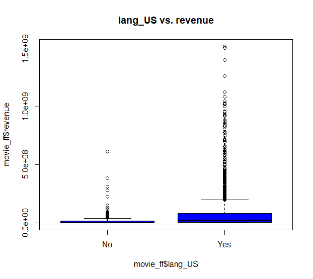 lang_US vs. revenue
movie_ff$revenue
1.5e+09
1.0e+09
5.0e+08
0.0e+00
No
Yes
movie_ff$lang_US